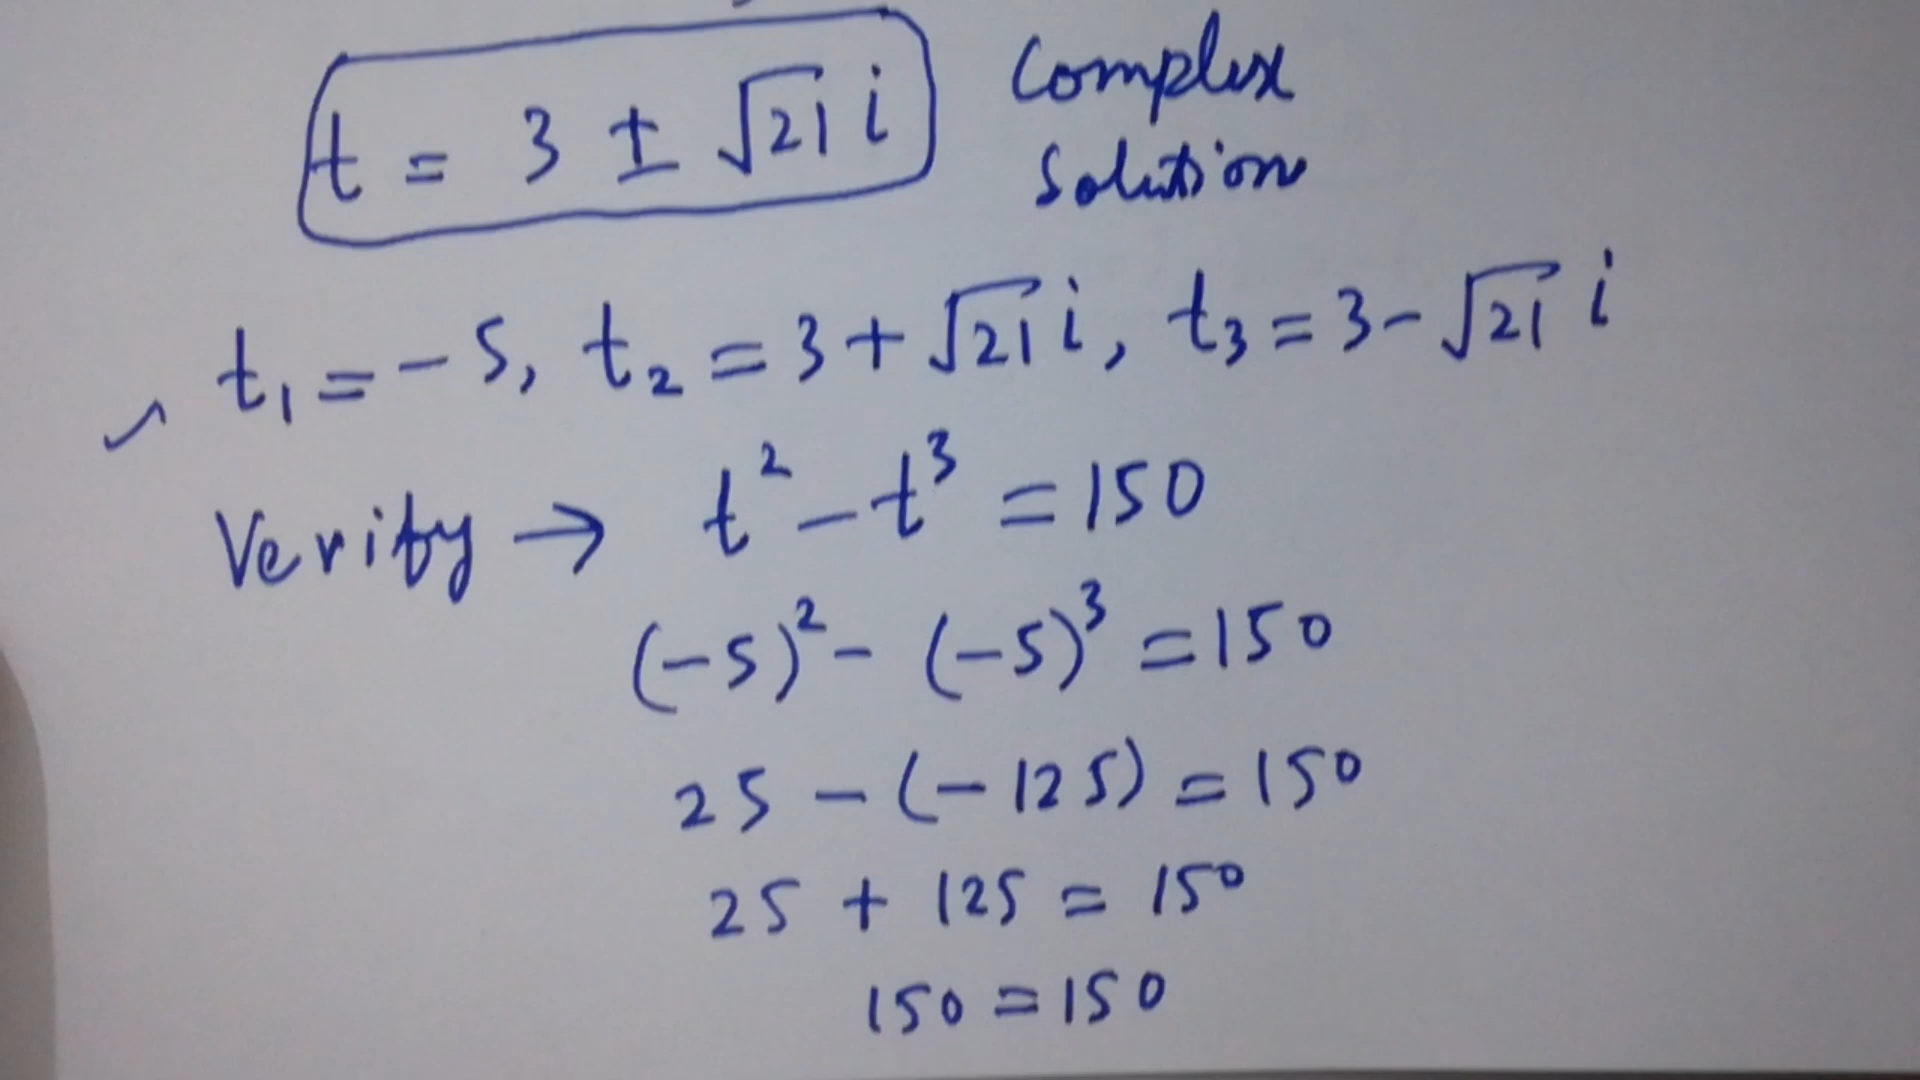 t = 3 ± √21 i Complex
Solution
t₁ = -5, t₂ = 3 + √21 i, t₃ = 3 - √21 i
Verify → t² - t³ = 150
(-5)² - (-5)³ = 150
25 - (-125) = 150
25 + 125 = 150
150 = 150